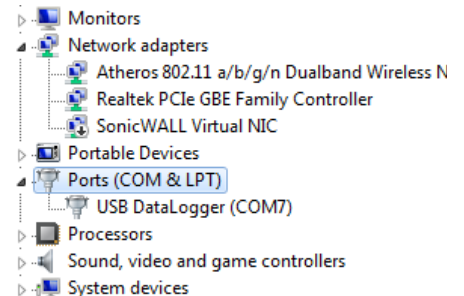 Monitors
Network adapters
Atheros 802.11 a/b/g/n Dualband Wireless N
Realtek PCIe GBE Family Controller
SonicWALL Virtual NIC
Portable Devices
Ports (COM & LPT)
USB DataLogger (COM7)
Processors
Sound, video and game controllers
System devices